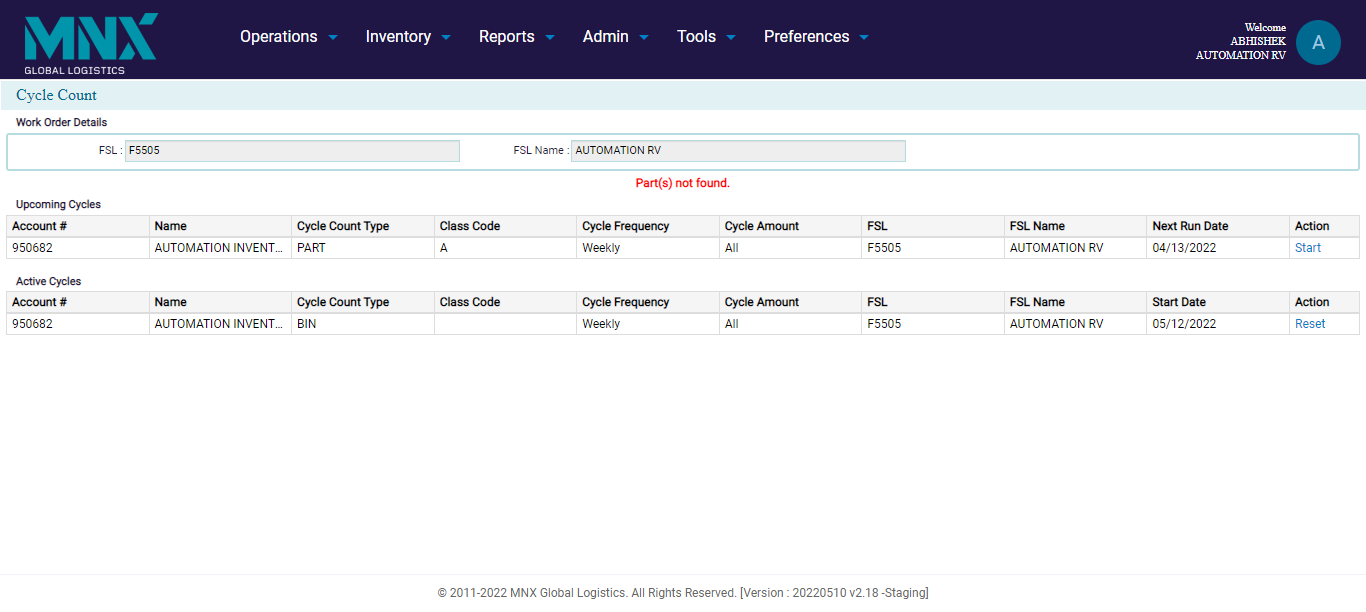 MNX
GLOBAL LOGISTICS
Operations Inventory Reports Admin Tools Preferences
Welcome
ABHISHEK
AUTOMATION RV
A
Cycle Count
Work Order Details
FSL : F5505 FSL Name : AUTOMATION RV
Part(s) not found.
Upcoming Cycles
Account # Name Cycle Count Type Class Code Cycle Frequency Cycle Amount FSL FSL Name Next Run Date Action
950682 AUTOMATION INVENT... PART A Weekly All F5505 AUTOMATION RV 04/13/2022 Start
Active Cycles
Account # Name Cycle Count Type Class Code Cycle Frequency Cycle Amount FSL FSL Name Start Date Action
950682 AUTOMATION INVENT... BIN Weekly All F5505 AUTOMATION RV 05/12/2022 Reset
© 2011-2022 MNX Global Logistics. All Rights Reserved. [Version : 20220510 v2.18 -Staging]